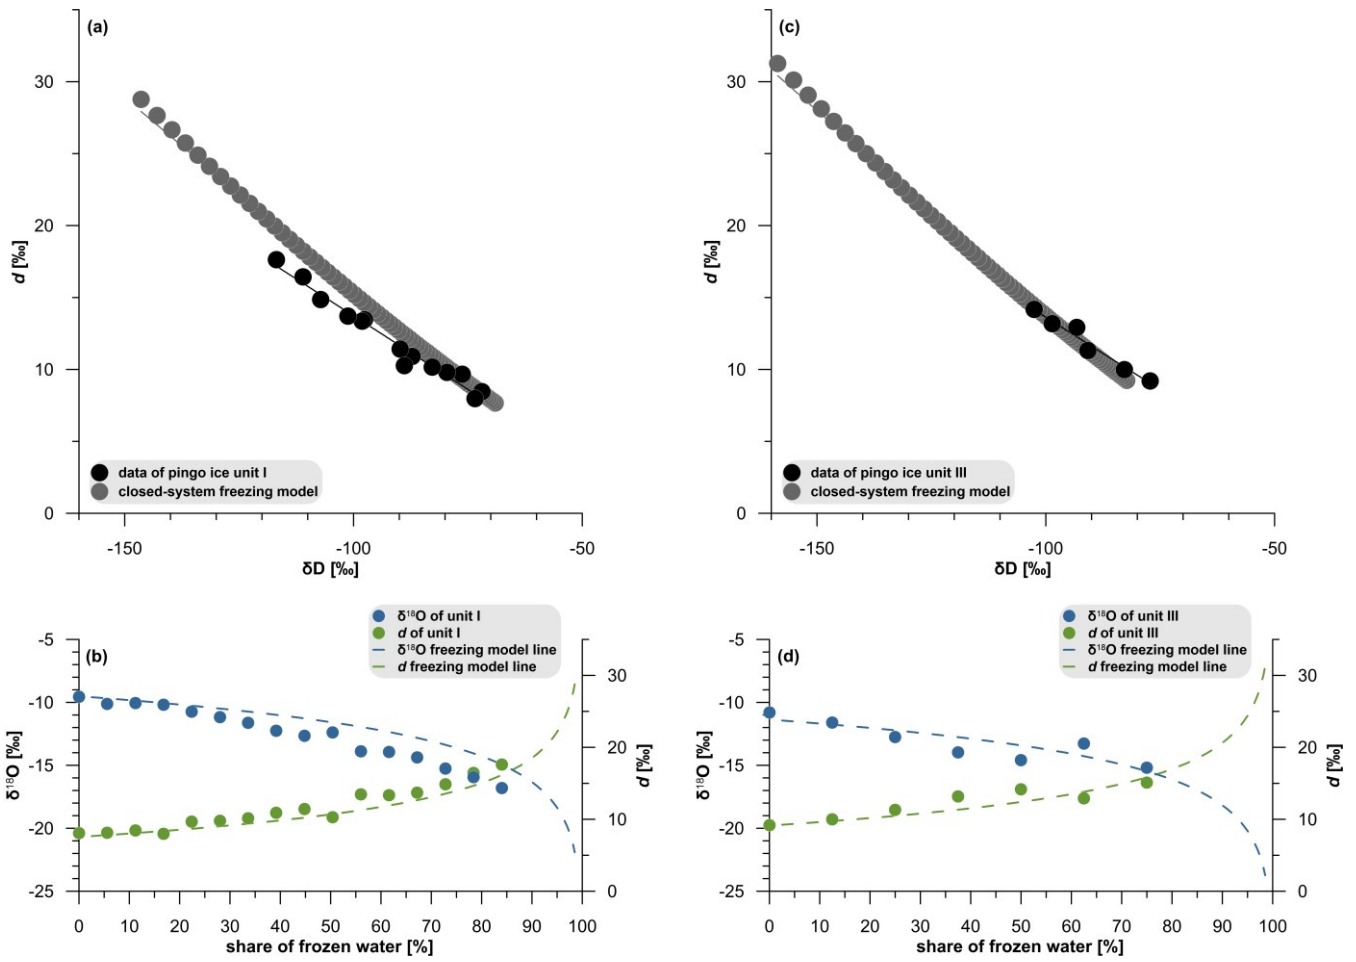 (a)
30
20
10
0
d [‰]
-150
-100
-50
δD [‰]
data of pingo ice unit I
closed-system freezing model
(c)
30
20
10
0
d [‰]
-150
-100
-50
δD [‰]
data of pingo ice unit III
closed-system freezing model
δ¹⁸O of unit I
d of unit I
δ¹⁸O freezing model line
d freezing model line
(b)
-5
-10
-15
-20
-25
δ¹⁸O [‰]
30
20
10
0
d [‰]
0 10 20 30 40 50 60 70 80 90 100
share of frozen water [%]
δ¹⁸O of unit III
d of unit III
δ¹⁸O freezing model line
d freezing model line
(d)
-5
-10
-15
-20
-25
δ¹⁸O [‰]
30
20
10
0
d [‰]
0 10 20 30 40 50 60 70 80 90 100
share of frozen water [%]